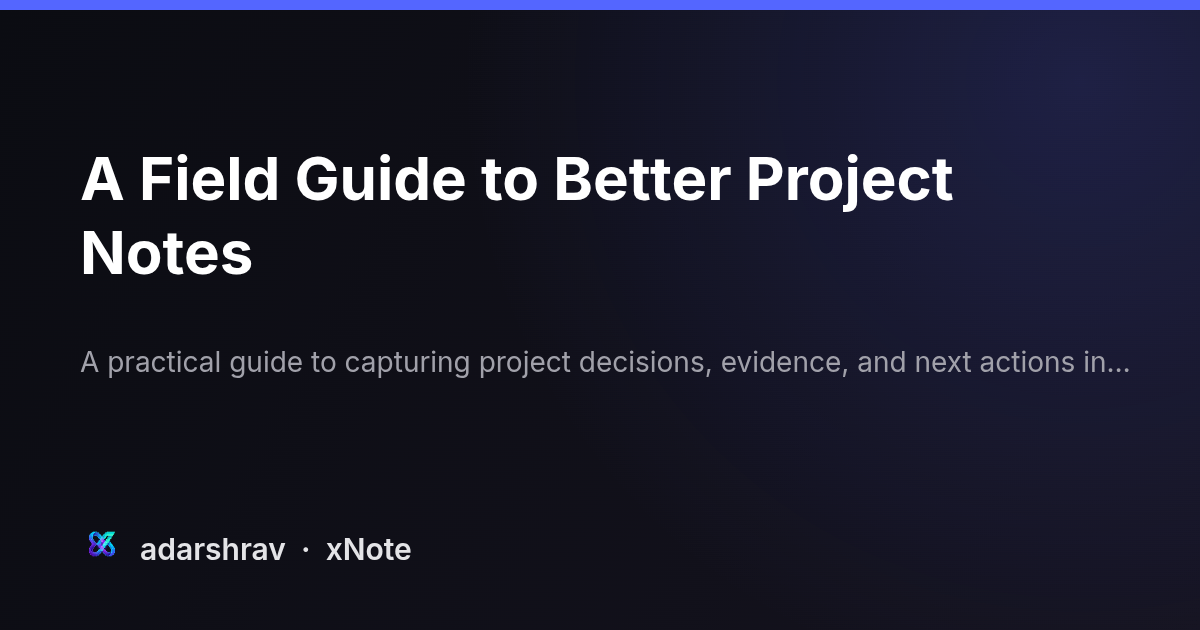 A Field Guide to Better Project
Notes
A practical guide to capturing project decisions, evidence, and next actions in...
adarshrav · xNote